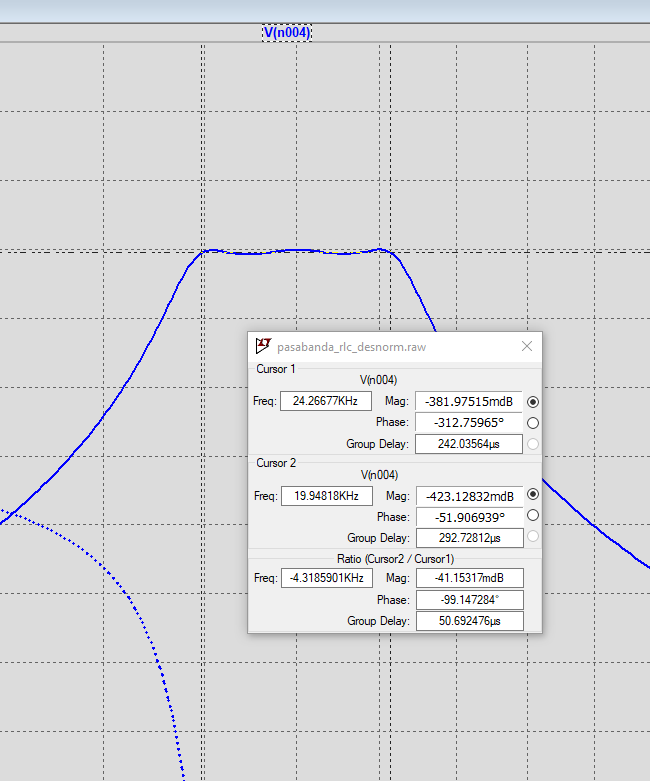 V(n004)
pasabanda_rlc_desnorm.raw
Cursor 1
V(n004)
Freq: 24.26677KHz Mag: -381.97515mdB
Phase: -312.75965°
Group Delay: 242.03564µs
Cursor 2
V(n004)
Freq: 19.94818KHz Mag: -423.12832mdB
Phase: -51.906939°
Group Delay: 292.72812µs
Ratio (Cursor2 / Cursor1)
Freq: -4.3185901KHz Mag: -41.15317mdB
Phase: -99.147284°
Group Delay: 50.692476µs